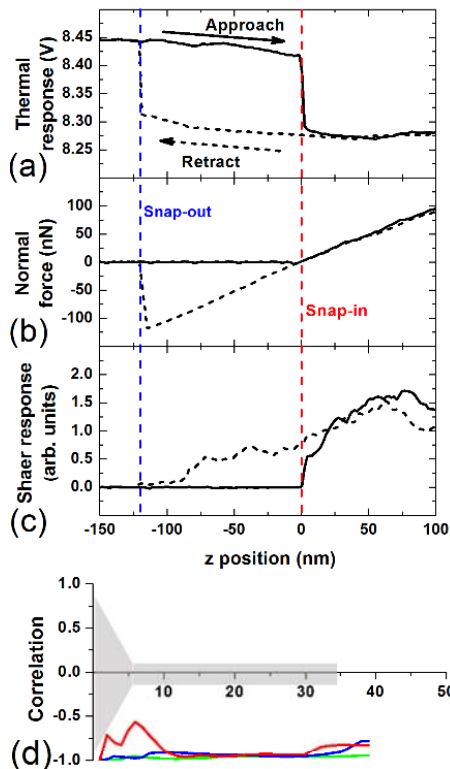 8.45
8.40
8.35
8.30
8.25
Thermal
response (V)
Approach
Retract
(a)
100
50
0
-50
-100
Normal
force (nN)
Snap-out
Snap-in
(b)
2.0
1.5
1.0
0.5
0.0
Shaer response
(arb. units)
(c)
-150 -100 -50 0 50 100
z position (nm)
1.0
0.5
0.0
-0.5
-1.0
Correlation
10 20 30 40 50
(d)